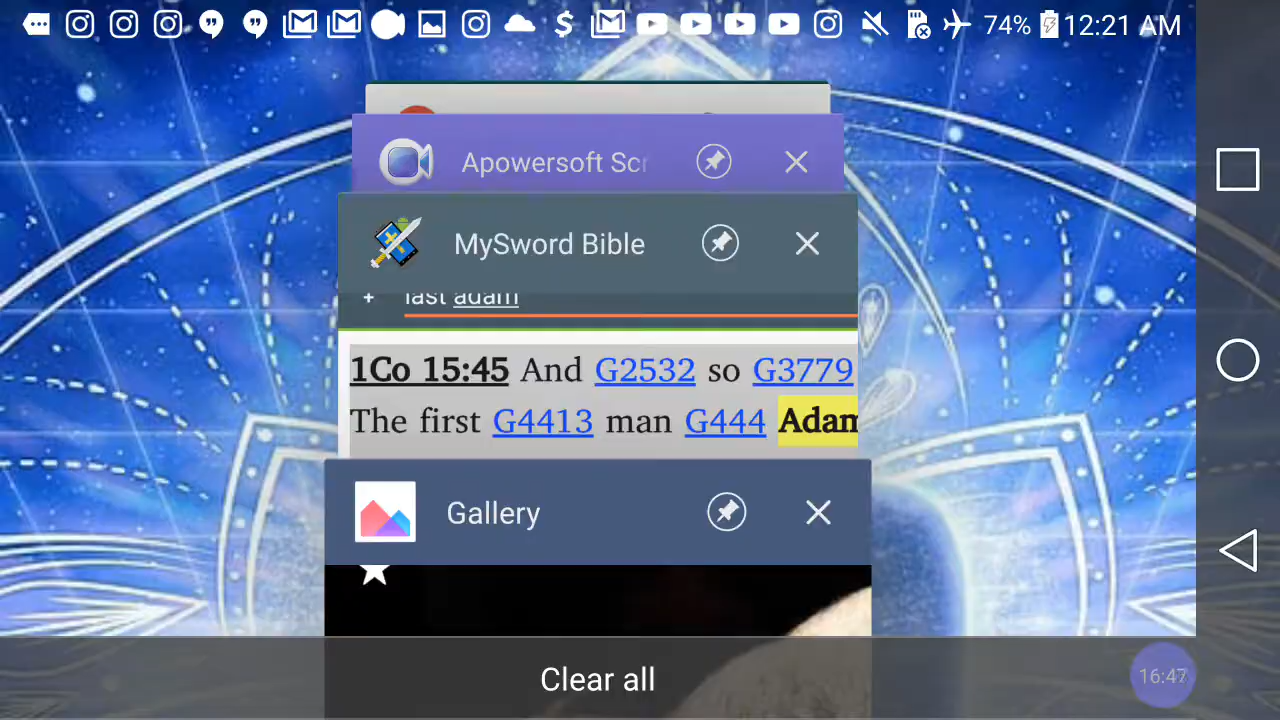 74% 12:21 AM
Apowersoft Scr
MySword Bible
+ last adam
1Co 15:45 And G2532 so G3779
The first G4413 man G444 Adam
Gallery
Clear all
16:47